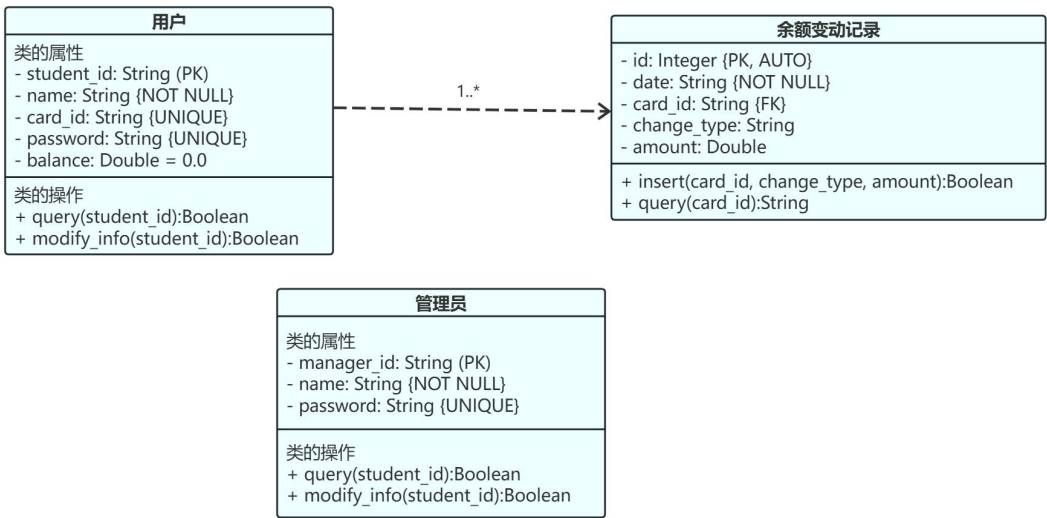 用户
类的属性
- student_id: String (PK)
- name: String {NOT NULL}
- card_id: String {UNIQUE}
- password: String {UNIQUE}
- balance: Double = 0.0
类的操作
+ query(student_id):Boolean
+ modify_info(student_id):Boolean
1..*
余额变动记录
- id: Integer {PK, AUTO}
- date: String {NOT NULL}
- card_id: String {FK}
- change_type: String
- amount: Double
+ insert(card_id, change_type, amount):Boolean
+ query(card_id):String
管理员
类的属性
- manager_id: String (PK)
- name: String {NOT NULL}
- password: String {UNIQUE}
类的操作
+ query(student_id):Boolean
+ modify_info(student_id):Boolean